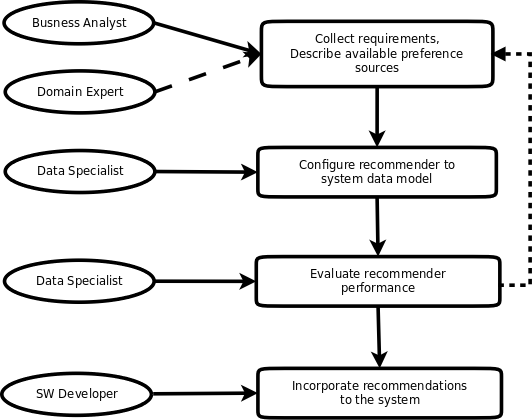 Busness Analyst
Collect requirements,
Describe available preference
sources
Domain Expert
Data Specialist
Configure recommender to
system data model
Data Specialist
Evaluate recommender
performance
SW Developer
Incorporate recommendations
to the system